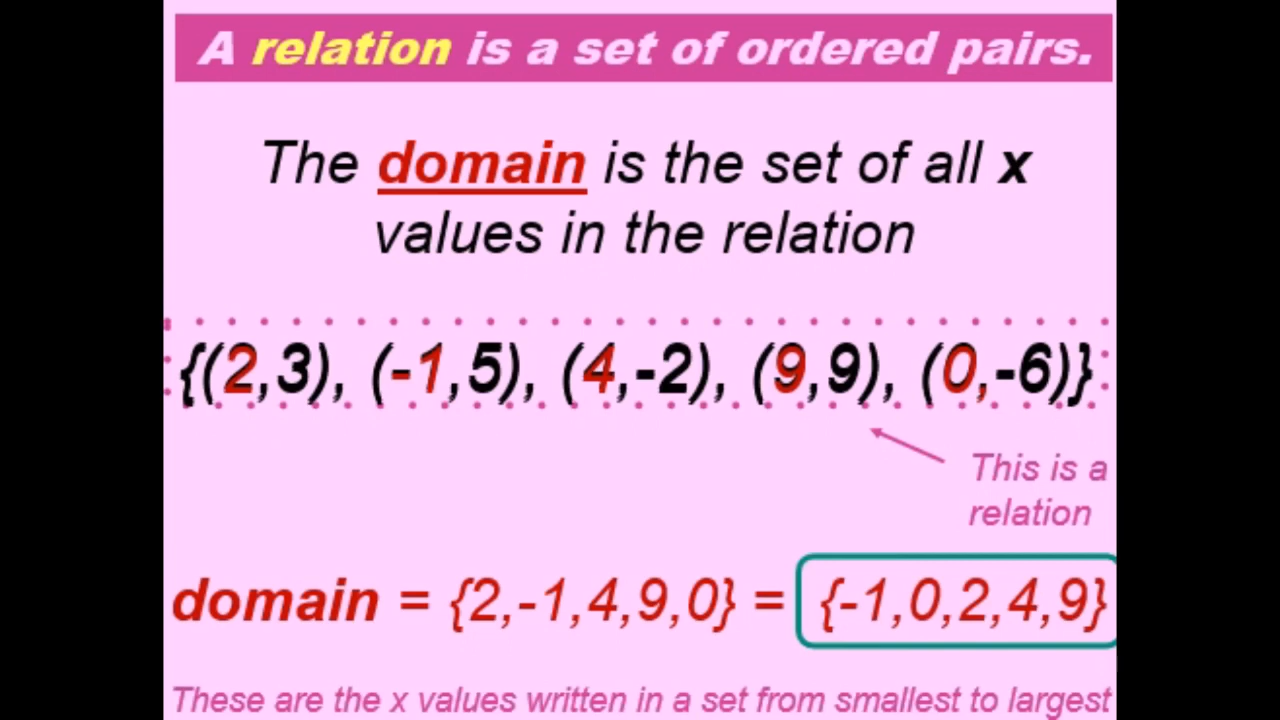 A relation is a set of ordered pairs.
The domain is the set of all x
values in the relation
{(2,3), (-1,5), (4,-2), (9,9), (0,-6)}
This is a
relation
domain = {2,-1,4,9,0} = {-1,0,2,4,9}
These are the x values written in a set from smallest to largest